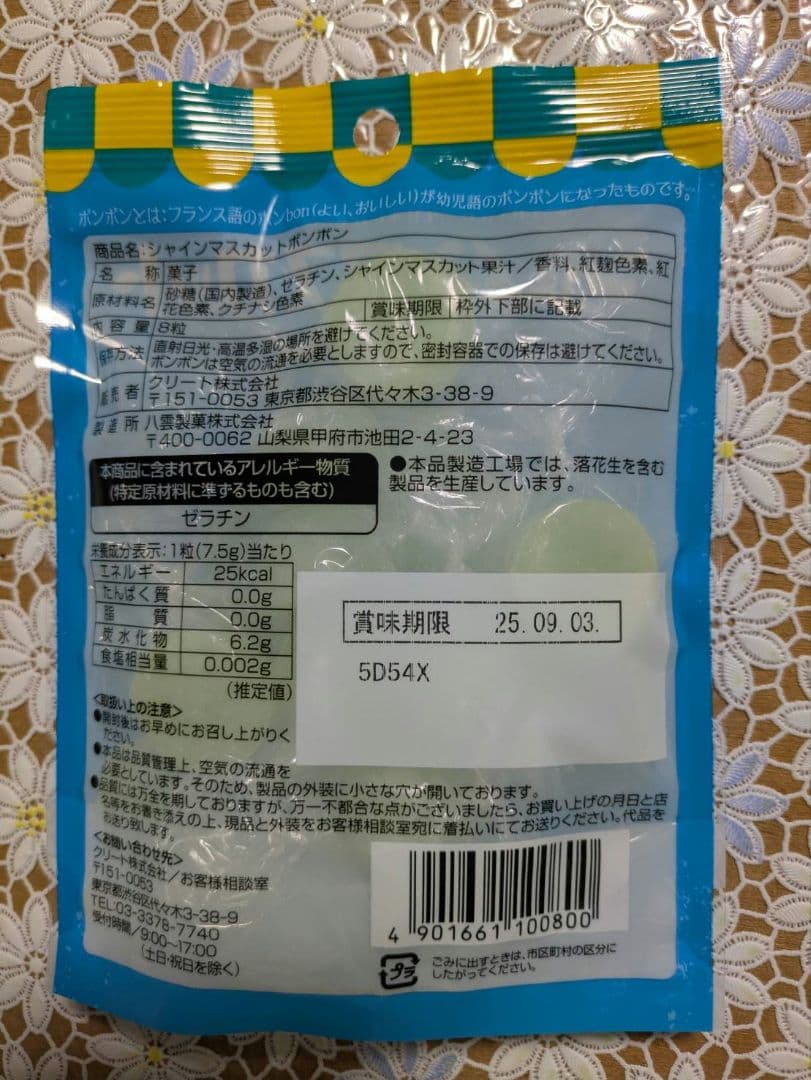 ボンボンとは:フランス語のボンbon(よい、おいしい)が幼児語のボンボンになったものです。
商品名:シャインマスカットボンボン
名 称 菓子
原材料名 砂糖(国内製造)、ゼラチン、シャインマスカット果汁/香料、紅麹色素、紅
花色素、クチナシ色素 賞味期限 枠外下部に記載
内容量 8粒
保存方法 直射日光・高温多湿の場所を避けてください。
ボンボンは空気の流通を必要としますので、密封容器での保存は避けてください。
販売者 クリート株式会社
〒151-0053 東京都渋谷区代々木3-38-9
製造所 八雲製菓株式会社
〒400-0062 山梨県甲府市池田2-4-23
本商品に含まれているアレルギー物質
(特定原材料に準ずるものも含む)
ゼラチン
●本品製造工場では、落花生を含む
製品を生産しています。
栄養成分表示:1粒(7.5g)当たり
エネルギー 25kcal
たんぱく質 0.0g
脂 質 0.0g
炭水化物 6.2g
食塩相当量 0.002g
(推定値)
賞味期限 25.09.03.
5D54X
<取扱い上の注意>
●開封後はお早めにお召し上がりく
ださい。
●本品は品質管理上、空気の流通を
必要としています。そのため、製品の外装に小さな穴が開いております。
●品質には万全を期しておりますが、万一不都合な点がございましたら、お買い上げの月日と店
名等をお書き添えの上、現品と外装をお客様相談室宛に着払いにてお送りください。代品を
お送り致します。
<お問い合わせ先>
クリート株式会社/お客様相談室
〒151-0053
東京都渋谷区代々木3-38-9
TEL:03-3378-7740
受付時間/9:00〜17:00
(土日・祝日を除く)
4 901661 100800
プラ
ごみに出すときは、市区町村の区分に
したがってください。